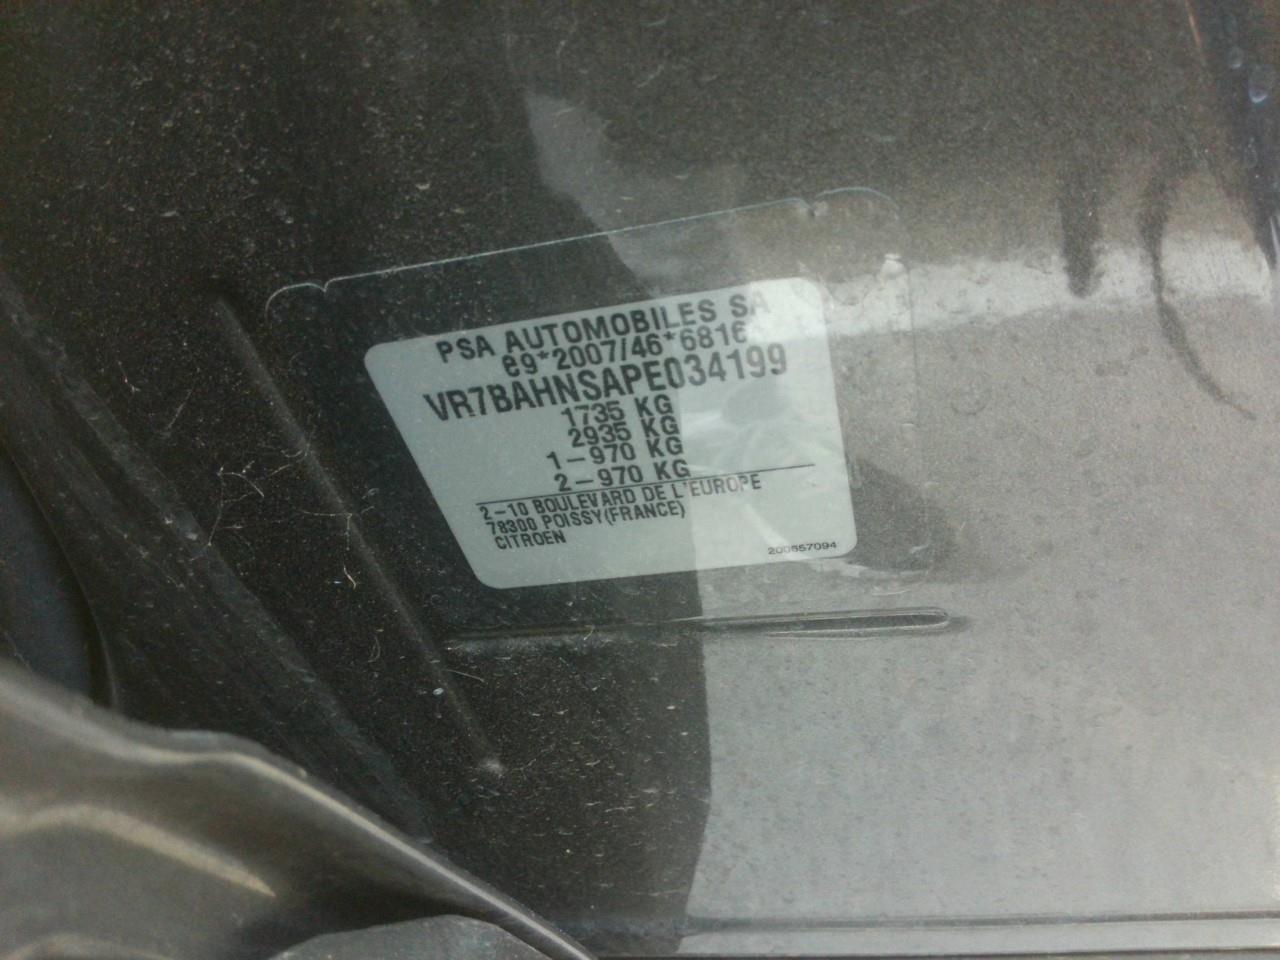 PSA AUTOMOBILES SA
e9*2007/46*6816
VR7BAHNSAPE034199
1735 KG
2935 KG
1-970 KG
2-970 KG
2-10 BOULEVARD DE L'EUROPE
78300 POISSY(FRANCE)
CITROEN
200557094